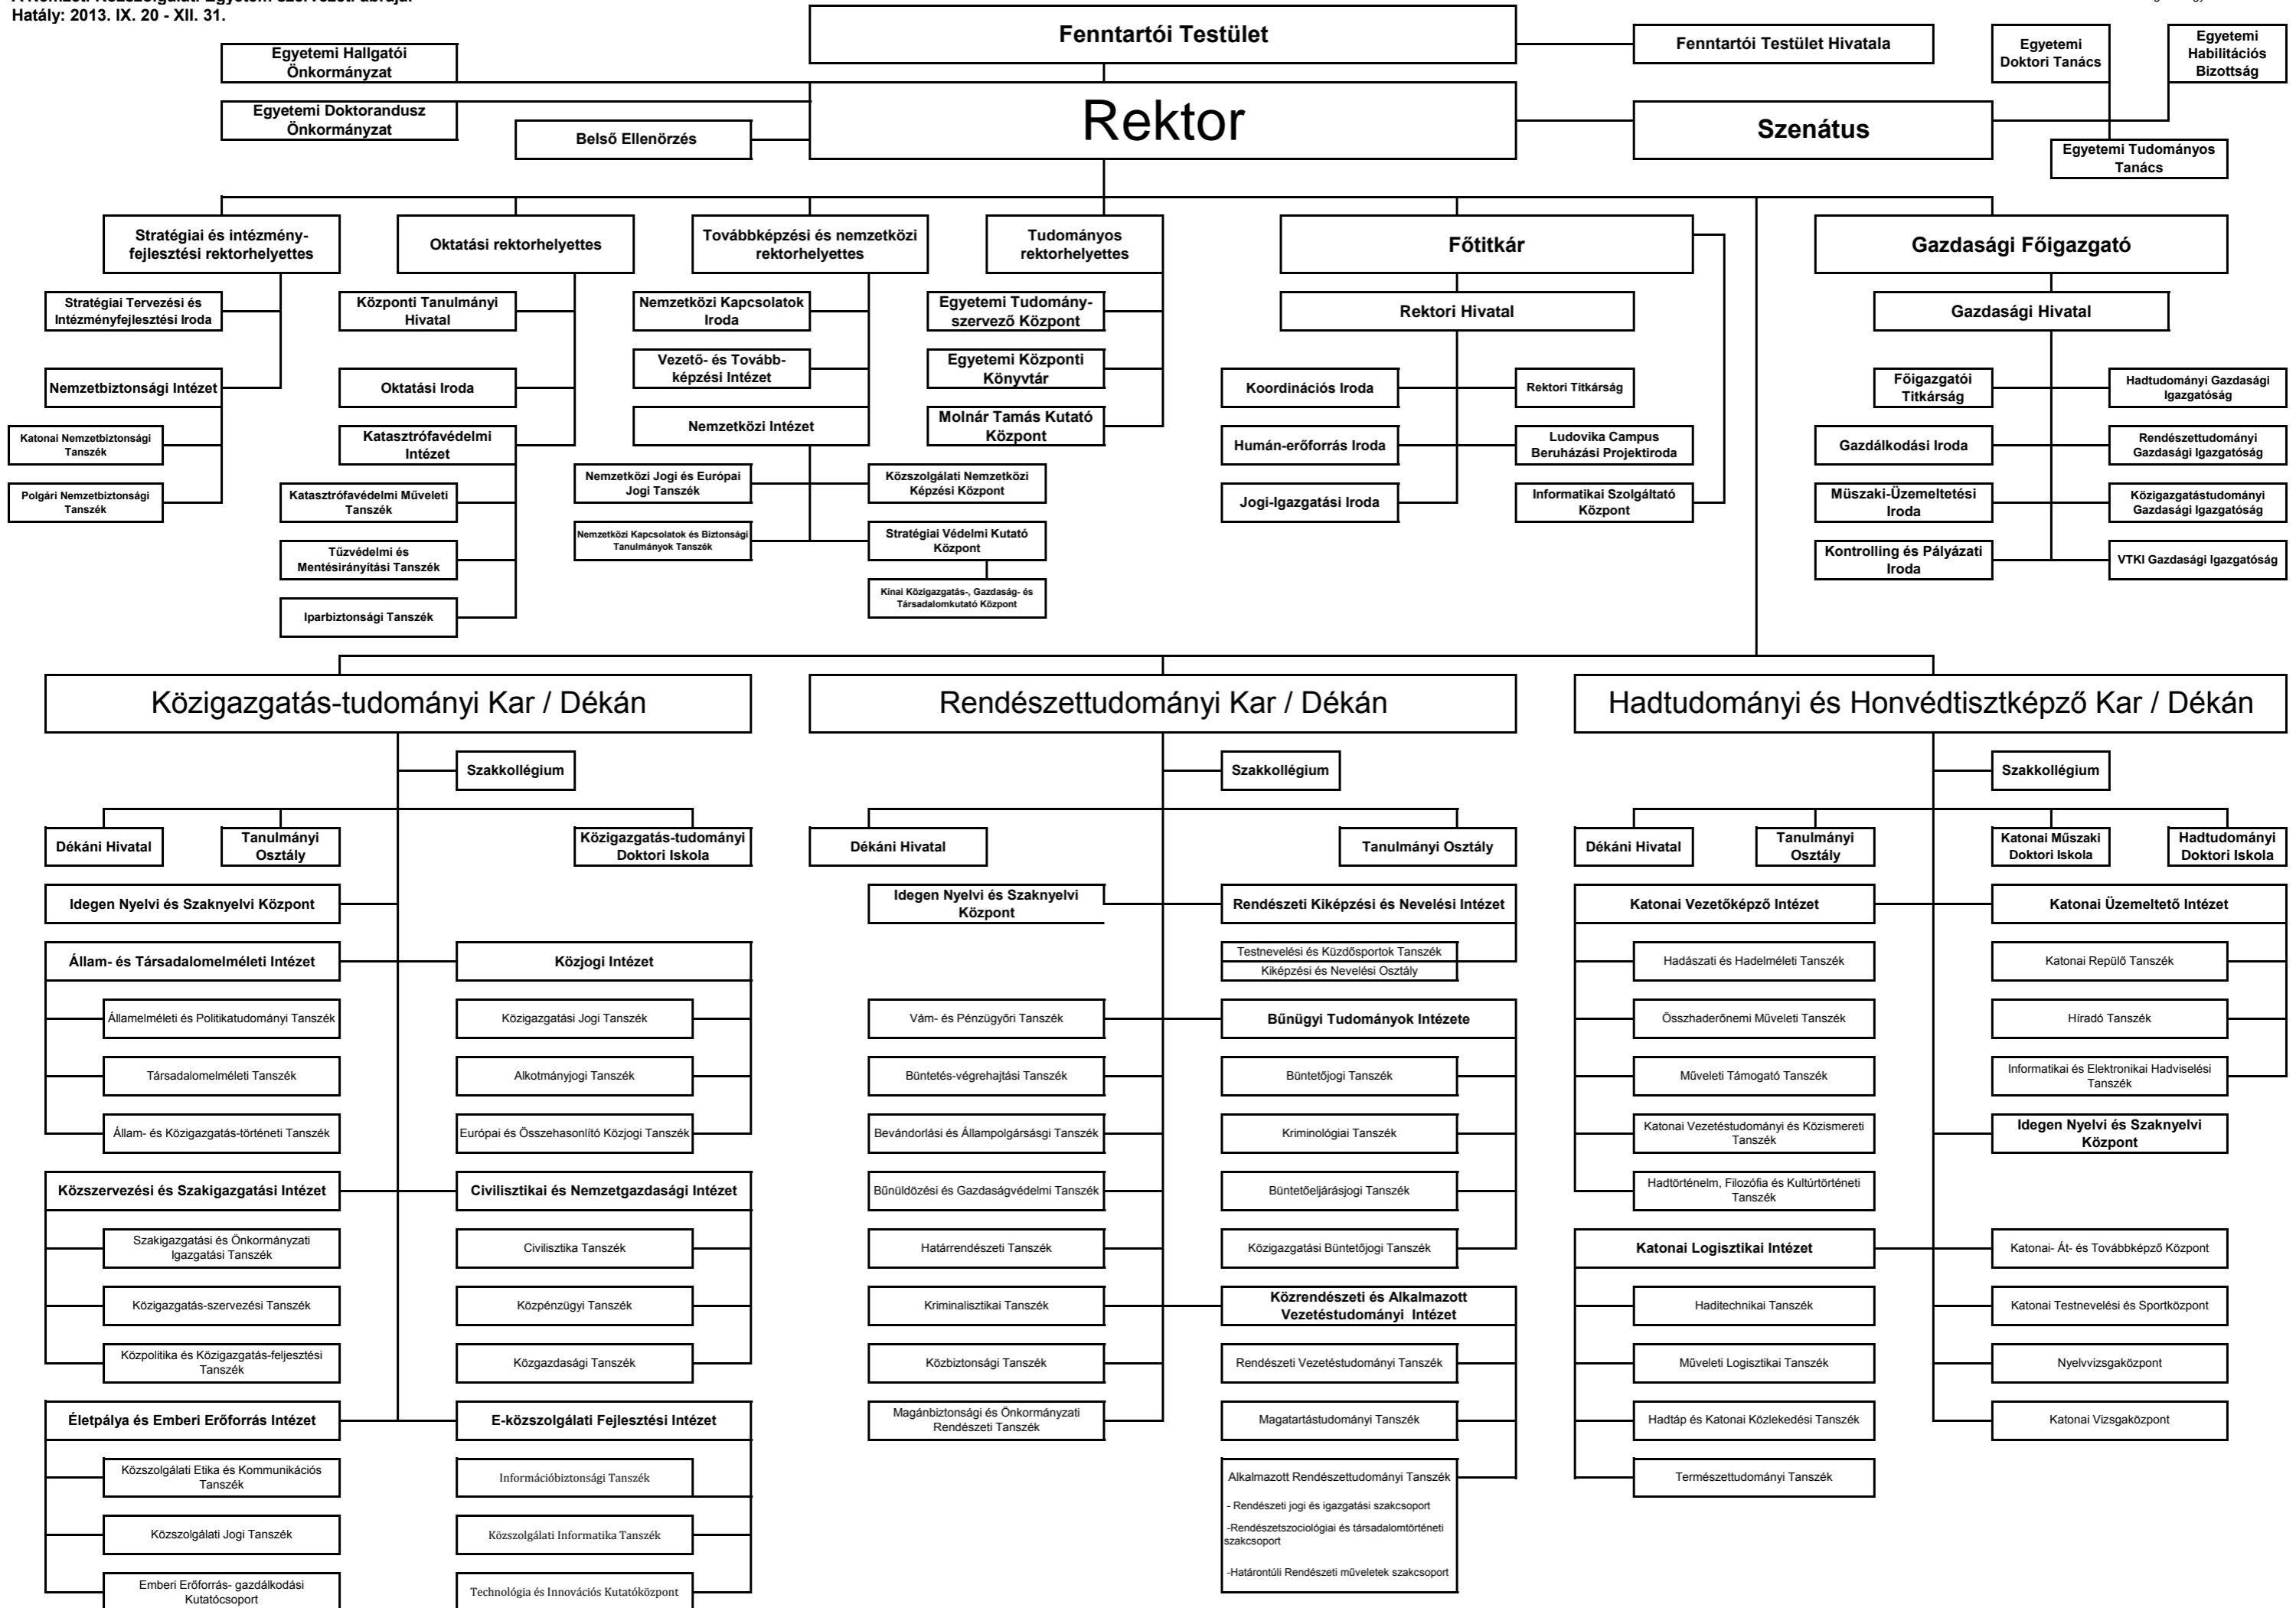 Hatály: 2013. IX. 20 - XII. 31.
Fenntartói Testület
Fenntartói Testület Hivatala
Egyetemi
Doktori Tanács
Egyetemi
Habilitációs
Bizottság
Egyetemi Hallgatói
Önkormányzat
Egyetemi Doktorandusz
Önkormányzat
Belső Ellenörzés
Rektor
Szenátus
Egyetemi Tudományos
Tanács
Stratégiai és intézmény-
fejlesztési rektorhelyettes
Oktatási rektorhelyettes
Továbbképzési és nemzetközi
rektorhelyettes
Tudományos
rektorhelyettes
Főtitkár
Gazdasági Főigazgató
Stratégiai Tervezési és
Intézményfejlesztési Iroda
Központi Tanulmányi
Hivatal
Nemzetközi Kapcsolatok
Iroda
Egyetemi Tudomány-
szervező Központ
Rektori Hivatal
Gazdasági Hivatal
Nemzetbiztonsági Intézet
Oktatási Iroda
Vezető- és Tovább-
képzési Intézet
Egyetemi Központi
Könyvtár
Koordinációs Iroda
Rektori Titkárság
Főigazgatói
Titkárság
Hadtudományi Gazdasági
Igazgatóság
Katonai Nemzetbiztonsági
Tanszék
Katasztrófavédelmi
Intézet
Nemzetközi Intézet
Molnár Tamás Kutató
Központ
Humán-erőforrás Iroda
Ludovika Campus
Beruházási Projektiroda
Gazdálkodási Iroda
Rendészettudományi
Gazdasági Igazgatóság
Polgári Nemzetbiztonsági
Tanszék
Katasztrófavédelmi Műveleti
Tanszék
Nemzetközi Jogi és Európai
Jogi Tanszék
Közszolgálati Nemzetközi
Képzési Központ
Jogi-Igazgatási Iroda
Informatikai Szolgáltató
Központ
Müszaki-Üzemeltetési
Iroda
Közigazgatástudományi
Gazdasági Igazgatóság
Tűzvédelmi és
Mentésirányítási Tanszék
Nemzetközi Kapcsolatok és Biztonsági
Tanulmányok Tanszék
Stratégiai Védelmi Kutató
Központ
Kontrolling és Pályázati
Iroda
VTKI Gazdasági Igazgatóság
Iparbiztonsági Tanszék
Kínai Közigazgatás-, Gazdaság- és
Társadalomkutató Központ
Közigazgatás-tudományi Kar / Dékán
Rendészettudományi Kar / Dékán
Hadtudományi és Honvédtisztképző Kar / Dékán
Szakkollégium
Szakkollégium
Szakkollégium
Dékáni Hivatal
Tanulmányi
Osztály
Közigazgatás-tudományi
Doktori Iskola
Dékáni Hivatal
Tanulmányi Osztály
Dékáni Hivatal
Tanulmányi
Osztály
Katonai Műszaki
Doktori Iskola
Hadtudományi
Doktori Iskola
Idegen Nyelvi és Szaknyelvi Központ
Idegen Nyelvi és Szaknyelvi
Központ
Rendészeti Kiképzési és Nevelési Intézet
Katonai Vezetőképző Intézet
Katonai Üzemeltető Intézet
Állam- és Társadalomelméleti Intézet
Közjogi Intézet
Testnevelési és Küzdősportok Tanszék
Kiképzési és Nevelési Osztály
Hadászati és Hadelméleti Tanszék
Katonai Repülő Tanszék
Államelméleti és Politikatudományi Tanszék
Közigazgatási Jogi Tanszék
Vám- és Pénzügyőri Tanszék
Bűnügyi Tudományok Intézete
Összhaderőnemi Műveleti Tanszék
Híradó Tanszék
Társadalomelméleti Tanszék
Alkotmányjogi Tanszék
Büntetés-végrehajtási Tanszék
Büntetőjogi Tanszék
Műveleti Támogató Tanszék
Informatikai és Elektronikai Hadviselési
Tanszék
Állam- és Közigazgatás-történeti Tanszék
Európai és Összehasonlító Közjogi Tanszék
Bevándorlási és Állampolgársásgi Tanszék
Kriminológiai Tanszék
Katonai Vezetéstudományi és Közismereti
Tanszék
Idegen Nyelvi és Szaknyelvi
Központ
Közszervezési és Szakigazgatási Intézet
Civilisztikai és Nemzetgazdasági Intézet
Bűnüldözési és Gazdaságvédelmi Tanszék
Büntetőeljárásjogi Tanszék
Hadtörténelm, Filozófia és Kultúrtörténeti
Tanszék
Szakigazgatási és Önkormányzati
Igazgatási Tanszék
Civilisztika Tanszék
Határrendészeti Tanszék
Közigazgatási Büntetőjogi Tanszék
Katonai Logisztikai Intézet
Katonai- Át- és Továbbképző Központ
Közigazgatás-szervezési Tanszék
Közpénzügyi Tanszék
Kriminalisztikai Tanszék
Közrendészeti és Alkalmazott
Vezetéstudományi Intézet
Haditechnikai Tanszék
Katonai Testnevelési és Sportközpont
Közpolitika és Közigazgatás-feljesztési
Tanszék
Közgazdasági Tanszék
Közbiztonsági Tanszék
Rendészeti Vezetéstudományi Tanszék
Műveleti Logisztikai Tanszék
Nyelvvizsgaközpont
Életpálya és Emberi Erőforrás Intézet
E-közszolgálati Fejlesztési Intézet
Magánbiztonsági és Önkormányzati
Rendészeti Tanszék
Magatartástudományi Tanszék
Hadtáp és Katonai Közlekedési Tanszék
Katonai Vizsgaközpont
Közszolgálati Etika és Kommunikációs
Tanszék
Információbiztonsági Tanszék
Alkalmazott Rendészettudományi Tanszék
- Rendészeti jogi és igazgatási szakcsoport
-Rendészetszociológiai és társadalomtörténeti
szakcsoport
-Határontúli Rendészeti műveletek szakcsoport
Természettudományi Tanszék
Közszolgálati Jogi Tanszék
Közszolgálati Informatika Tanszék
Emberi Erőforrás- gazdálkodási
Kutatócsoport
Technológia és Innovációs Kutatóközpont